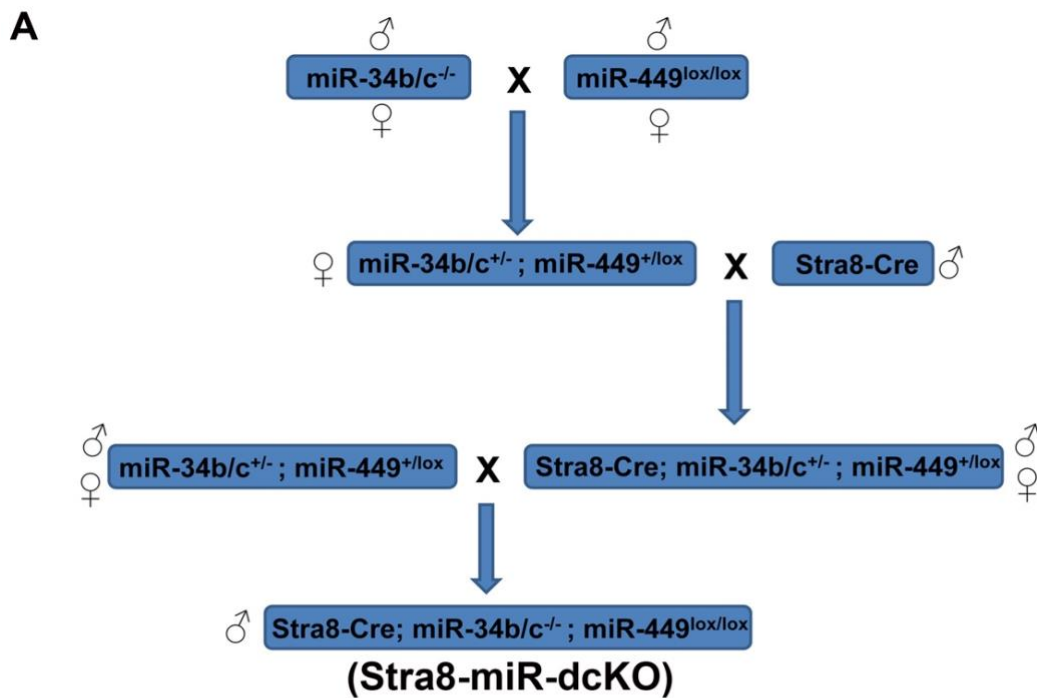 A
♂ ♂
miR-34b/c-/- X miR-449lox/lox
♀ ♀
♀ miR-34b/c+/- ; miR-449+/lox X Stra8-Cre ♂
♂ ♂
miR-34b/c+/- ; miR-449+/lox X Stra8-Cre; miR-34b/c+/- ; miR-449+/lox
♀ ♀
♂ Stra8-Cre; miR-34b/c-/- ; miR-449lox/lox
(Stra8-miR-dcKO)